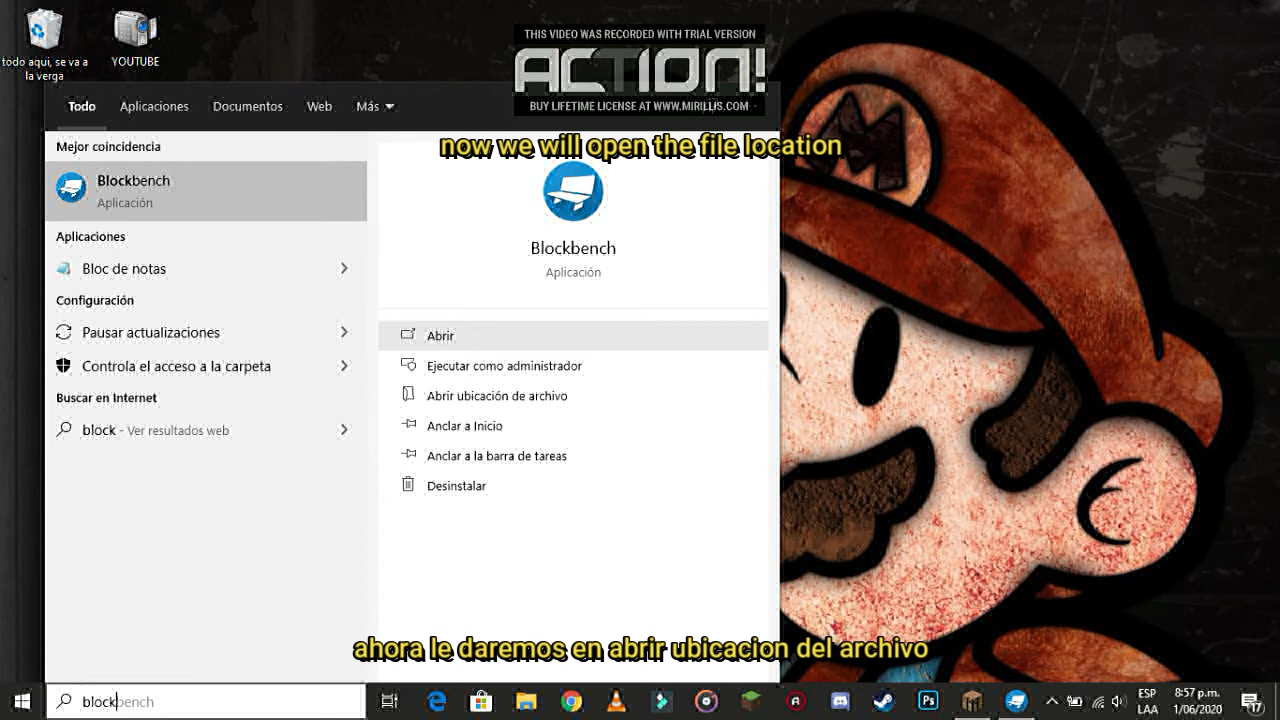 todo aqui, se va a
la verga
YOUTUBE
THIS VIDEO WAS RECORDED WITH TRIAL VERSION
ACTION!
BUY LIFETIME LICENSE AT WWW.MIRILLIS.COM
Todo
Aplicaciones
Documentos
Web
Más
now we will open the file location
Mejor coincidencia
Blockbench
Aplicación
Aplicaciones
Bloc de notas
Configuración
Pausar actualizaciones
Controla el acceso a la carpeta
Buscar en Internet
block - Ver resultados web
Blockbench
Aplicación
Abrir
Ejecutar como administrador
Abrir ubicación de archivo
Anclar a Inicio
Anclar a la barra de tareas
Desinstalar
M
ahora le daremos en abrir ubicacion del archivo
blockbench
Ps
ESP
LAA
8:57 p.m.
1/06/2020
17